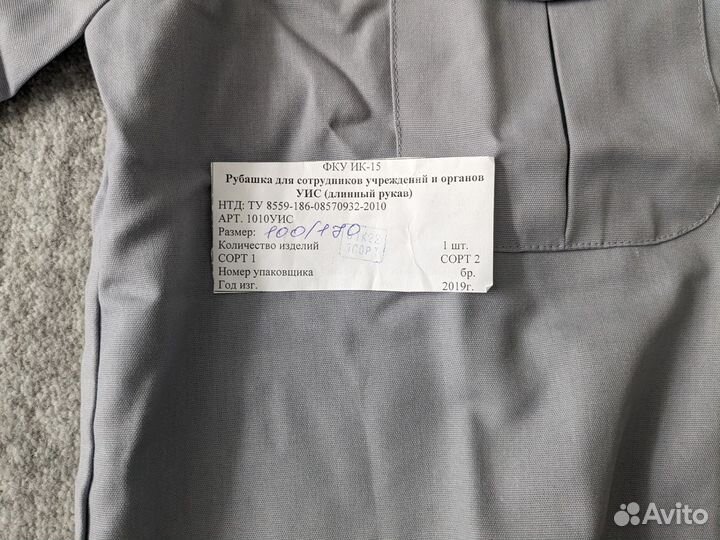 ФКУ ИК-15
Рубашка для сотрудников учреждений и органов
УИС (длинный рукав)
НТД: ТУ 8559-186-08570932-2010
АРТ. 1010УИС
Размер: 100/170
Количество изделий 1 шт.
СОРТ 1 СОРТ 2
Номер упаковщика бр.
Год изг. 2019г.
Avito